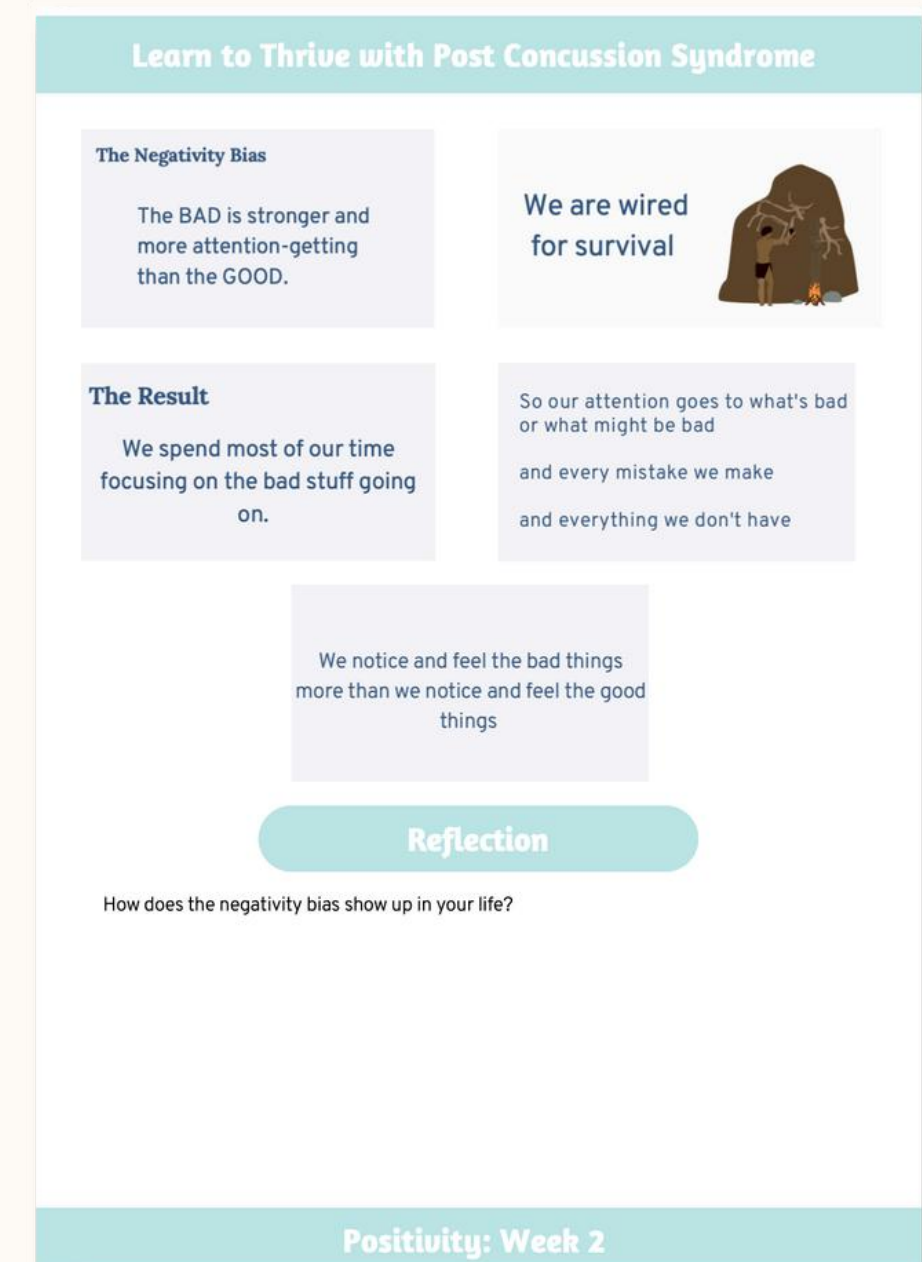 Learn to Thrive with Post Concussion Syndrome
The Negativity Bias
The BAD is stronger and
more attention-getting
than the GOOD.
We are wired
for survival
The Result
We spend most of our time
focusing on the bad stuff going
on.
So our attention goes to what's bad
or what might be bad
and every mistake we make
and everything we don't have
We notice and feel the bad things
more than we notice and feel the good
things
Reflection
How does the negativity bias show up in your life?
Positivity: Week 2